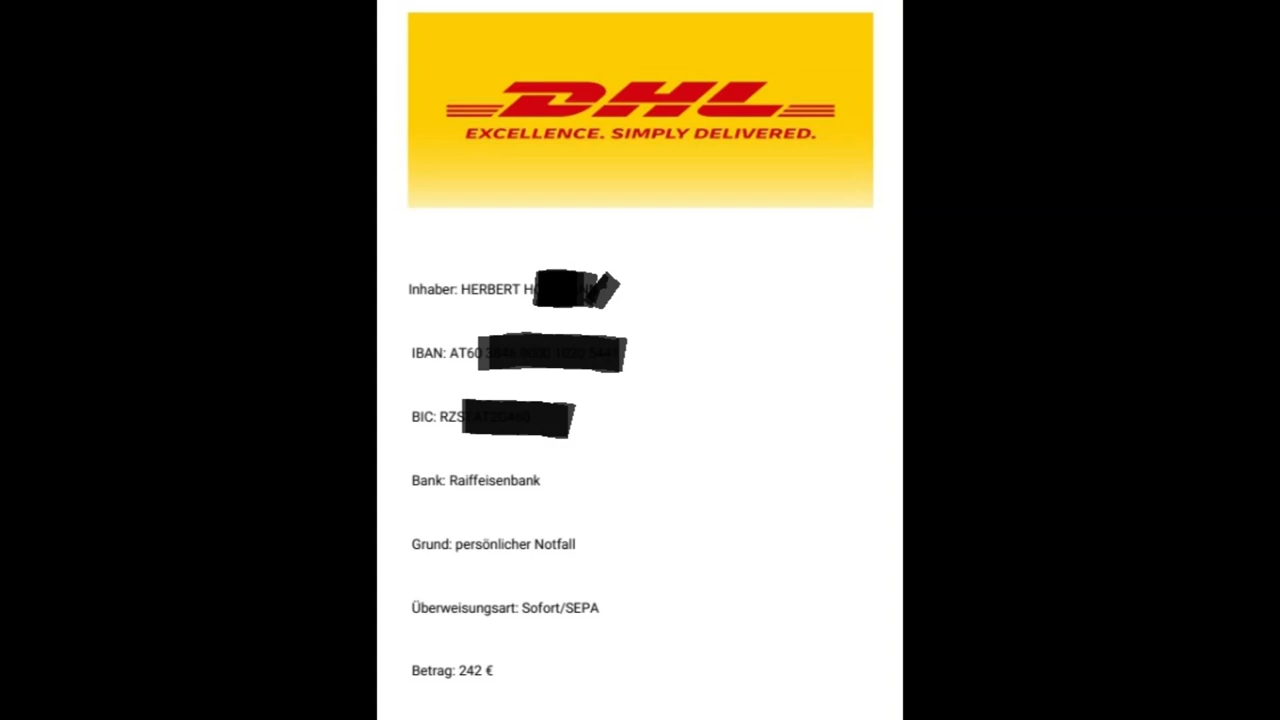 DHL
EXCELLENCE. SIMPLY DELIVERED.
Inhaber: HERBERT
IBAN: AT60
BIC:
Bank: Raiffeisenbank
Grund: persönlicher Notfall
Überweisungsart: Sofort/SEPA
Betrag: 242 €